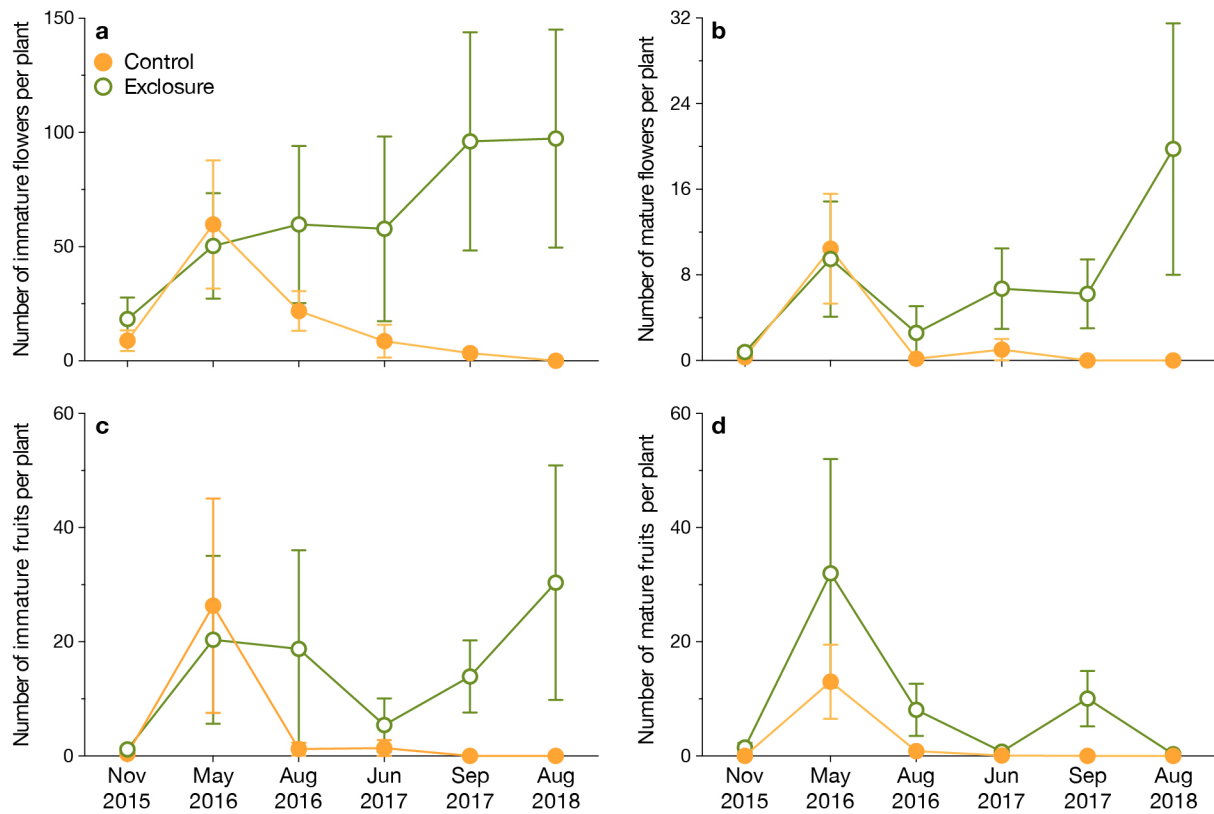 a
Control
Exclosure
Number of immature flowers per plant
150
100
50
0
b
Number of mature flowers per plant
32
24
16
8
0
c
Number of immature fruits per plant
60
40
20
0
Nov
2015
May
2016
Aug
2016
Jun
2017
Sep
2017
Aug
2018
d
Number of mature fruits per plant
60
40
20
0
Nov
2015
May
2016
Aug
2016
Jun
2017
Sep
2017
Aug
2018